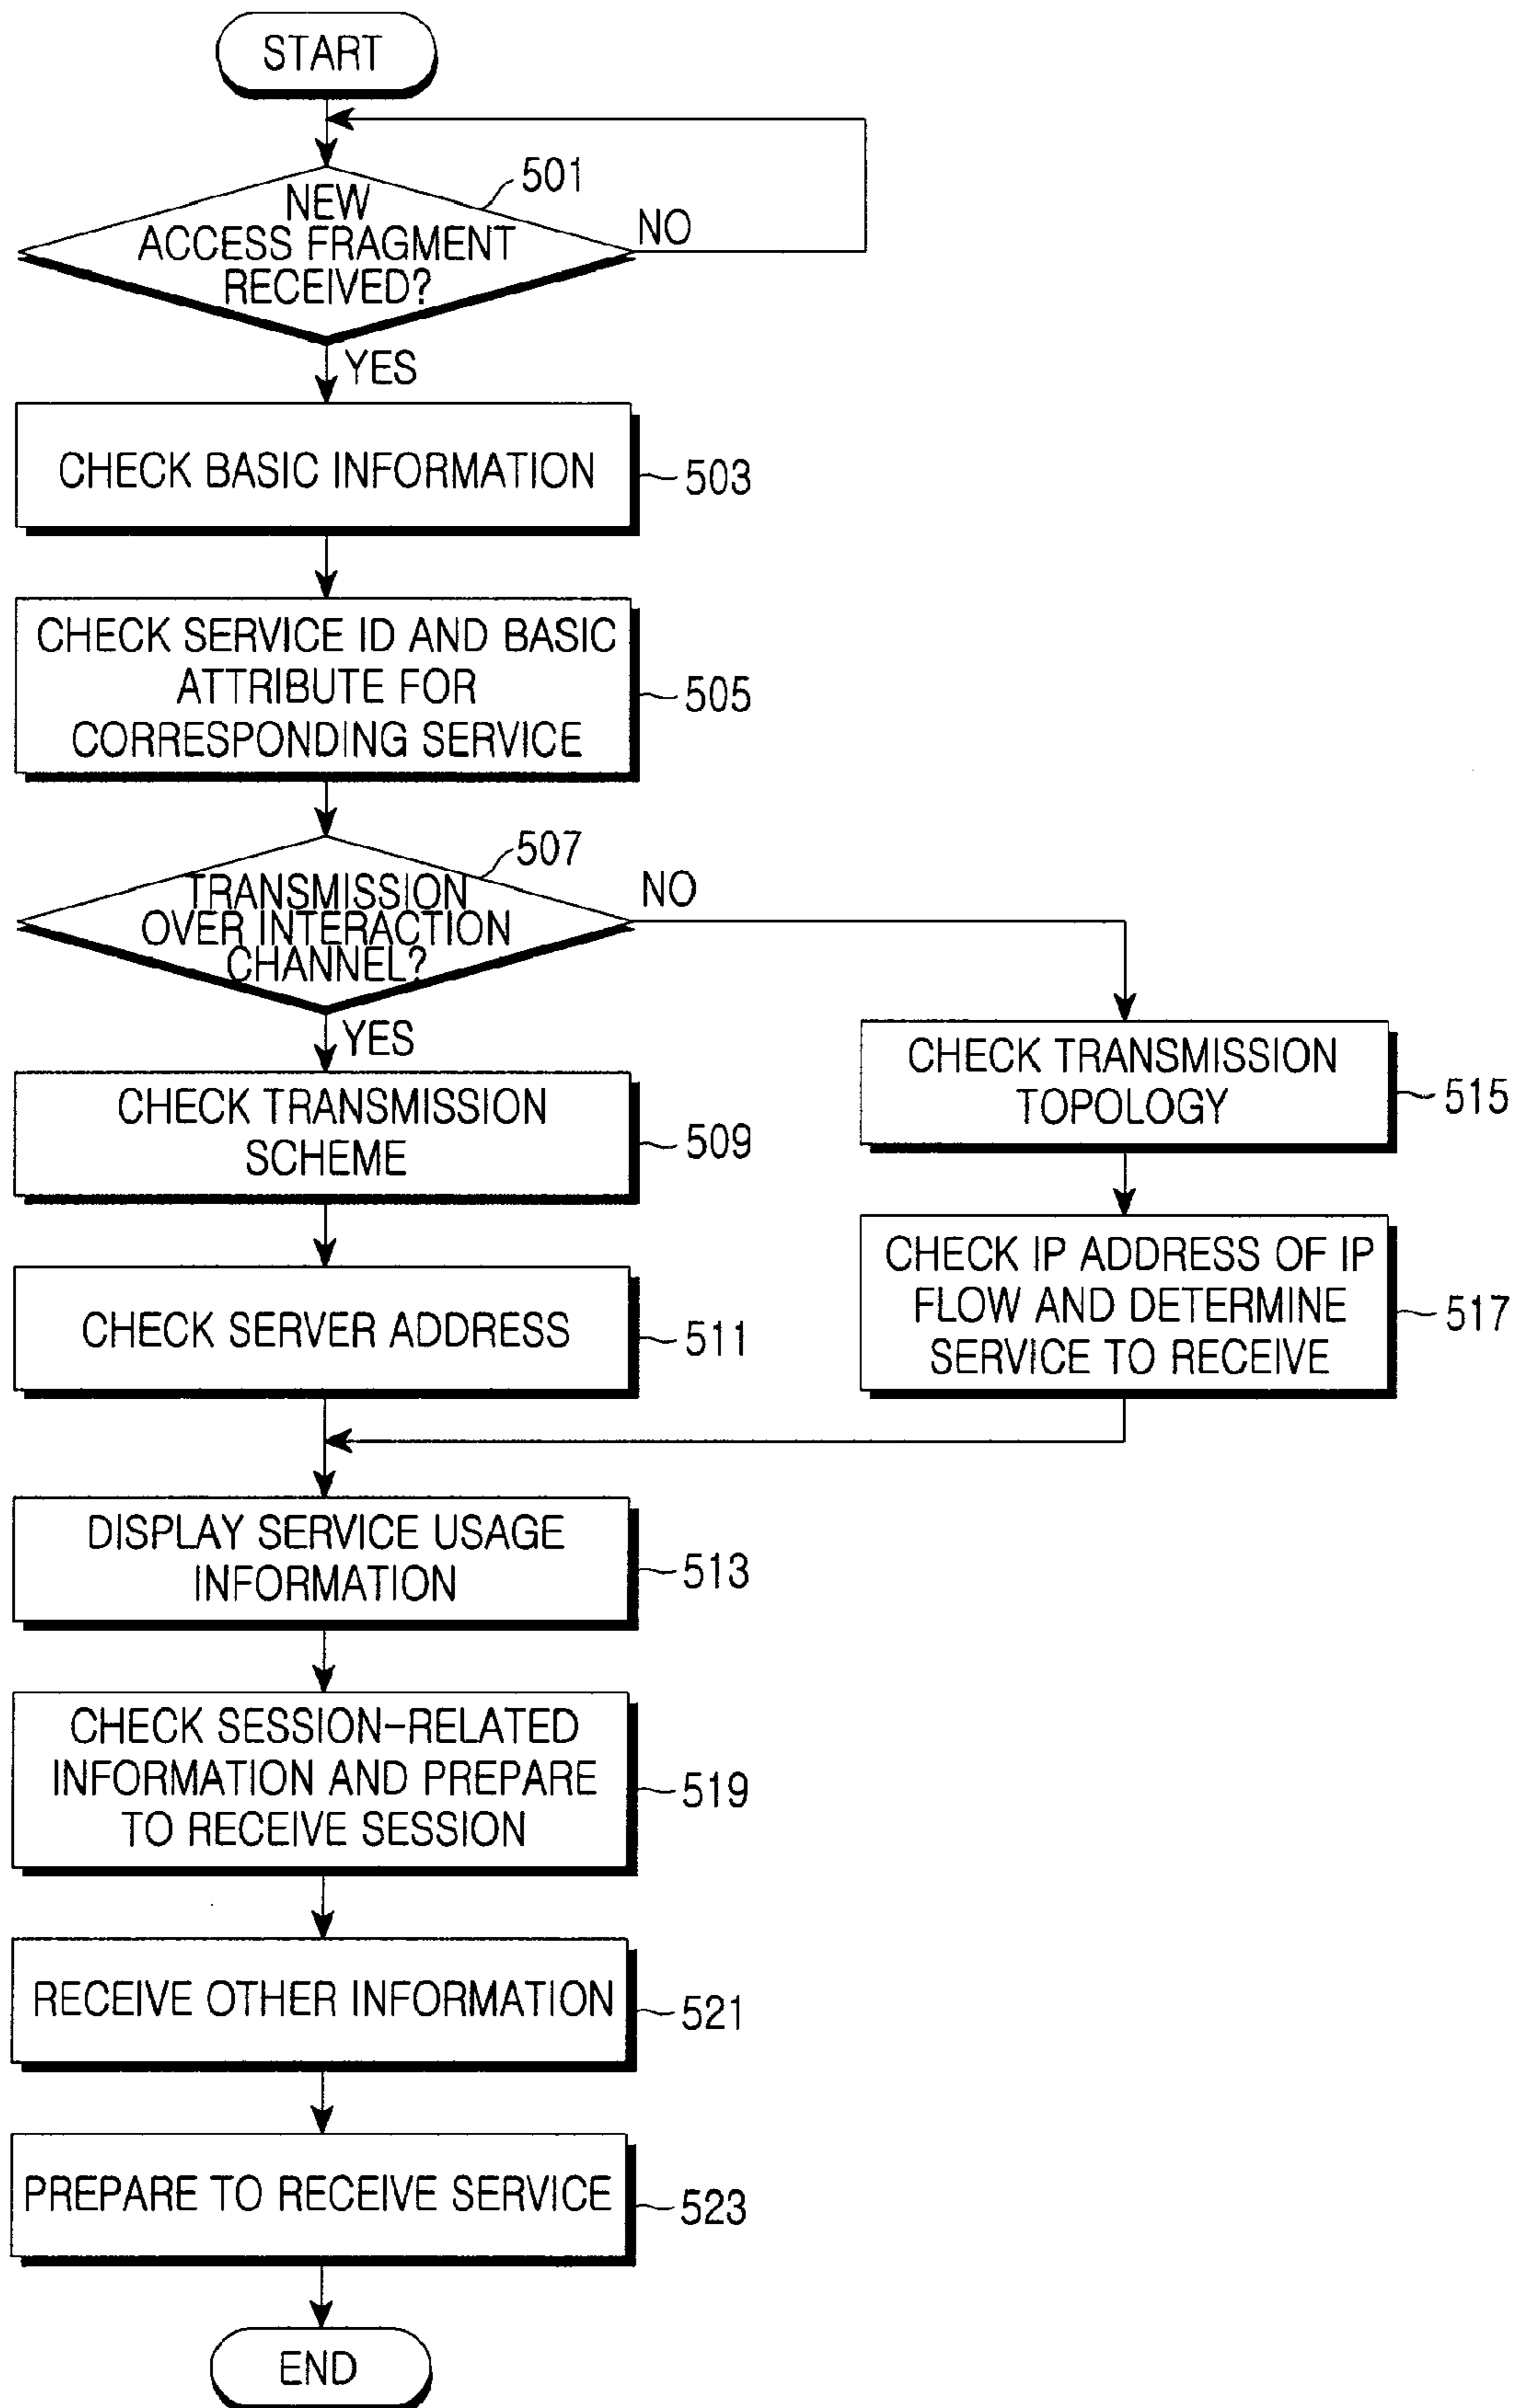 START
501
NEW
ACCESS FRAGMENT
RECEIVED?
NO
YES
CHECK BASIC INFORMATION
503
CHECK SERVICE ID AND BASIC
ATTRIBUTE FOR
CORRESPONDING SERVICE
505
507
TRANSMISSION
OVER INTERACTION
CHANNEL?
NO
YES
CHECK TRANSMISSION
SCHEME
509
CHECK SERVER ADDRESS
511
CHECK TRANSMISSION
TOPOLOGY
515
CHECK IP ADDRESS OF IP
FLOW AND DETERMINE
SERVICE TO RECEIVE
517
DISPLAY SERVICE USAGE
INFORMATION
513
CHECK SESSION-RELATED
INFORMATION AND PREPARE
TO RECEIVE SESSION
519
RECEIVE OTHER INFORMATION
521
PREPARE TO RECEIVE SERVICE
523
END